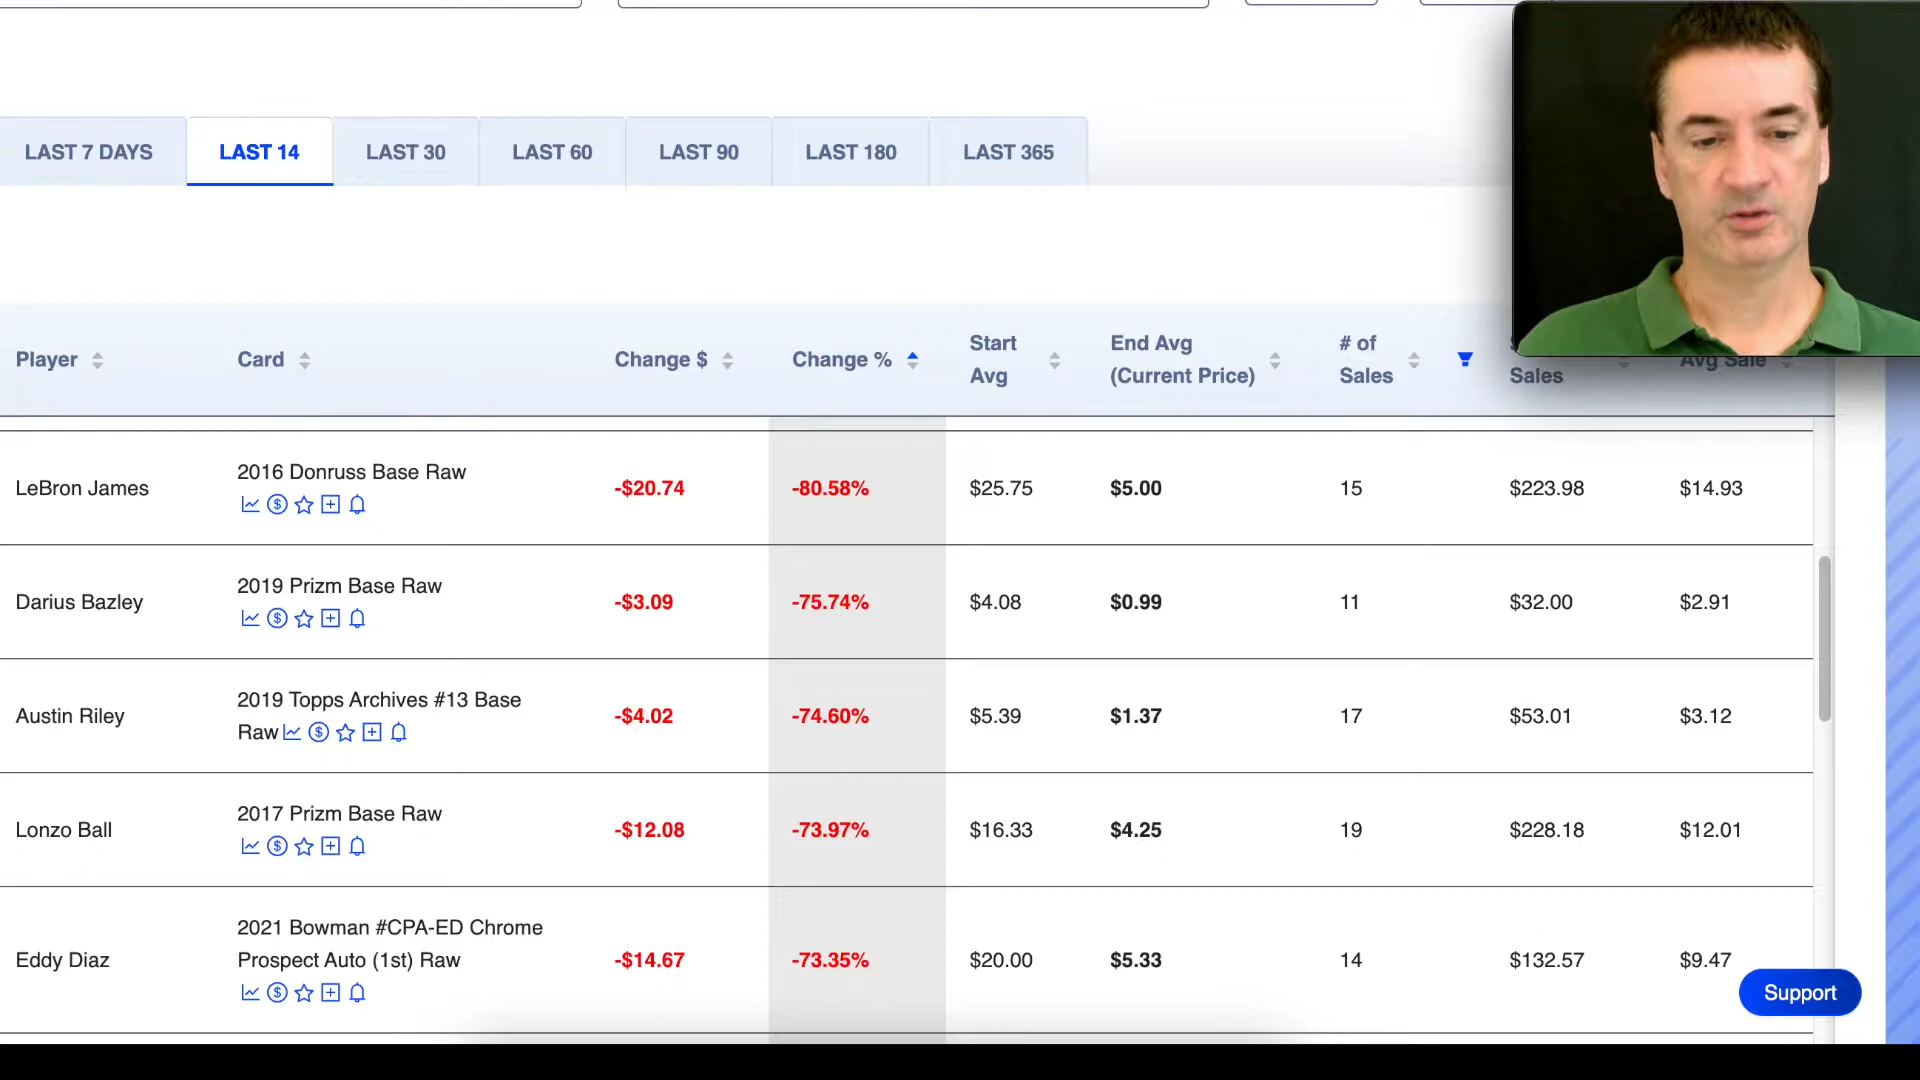 LAST 7 DAYS LAST 14 LAST 30 LAST 60 LAST 90 LAST 180 LAST 365
Player Card Change $ Change % Start Avg End Avg (Current Price) # of Sales Sales Avg Sale
LeBron James 2016 Donruss Base Raw -$20.74 -80.58% $25.75 $5.00 15 $223.98 $14.93
Darius Bazley 2019 Prizm Base Raw -$3.09 -75.74% $4.08 $0.99 11 $32.00 $2.91
Austin Riley 2019 Topps Archives #13 Base Raw -$4.02 -74.60% $5.39 $1.37 17 $53.01 $3.12
Lonzo Ball 2017 Prizm Base Raw -$12.08 -73.97% $16.33 $4.25 19 $228.18 $12.01
Eddy Diaz 2021 Bowman #CPA-ED Chrome Prospect Auto (1st) Raw -$14.67 -73.35% $20.00 $5.33 14 $132.57 $9.47
Support